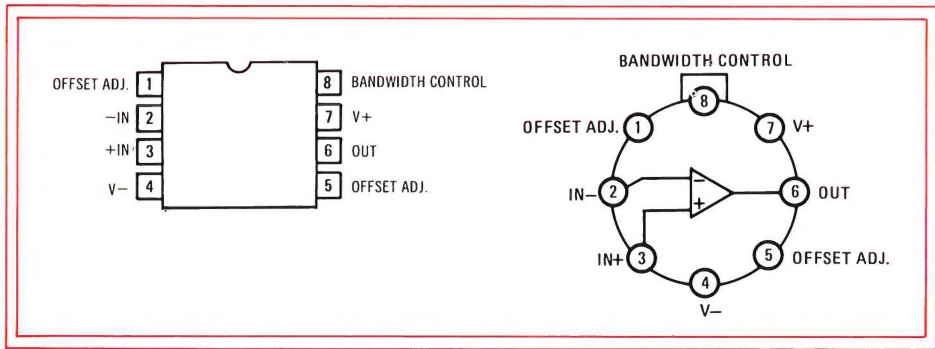 OFFSET ADJ. 1
8 BANDWIDTH CONTROL
−IN 2
7 V+
+IN 3
6 OUT
V− 4
5 OFFSET ADJ.
BANDWIDTH CONTROL
8
OFFSET ADJ. 1
7 V+
IN− 2
−
6 OUT
+
IN+ 3
5 OFFSET ADJ.
4
V−